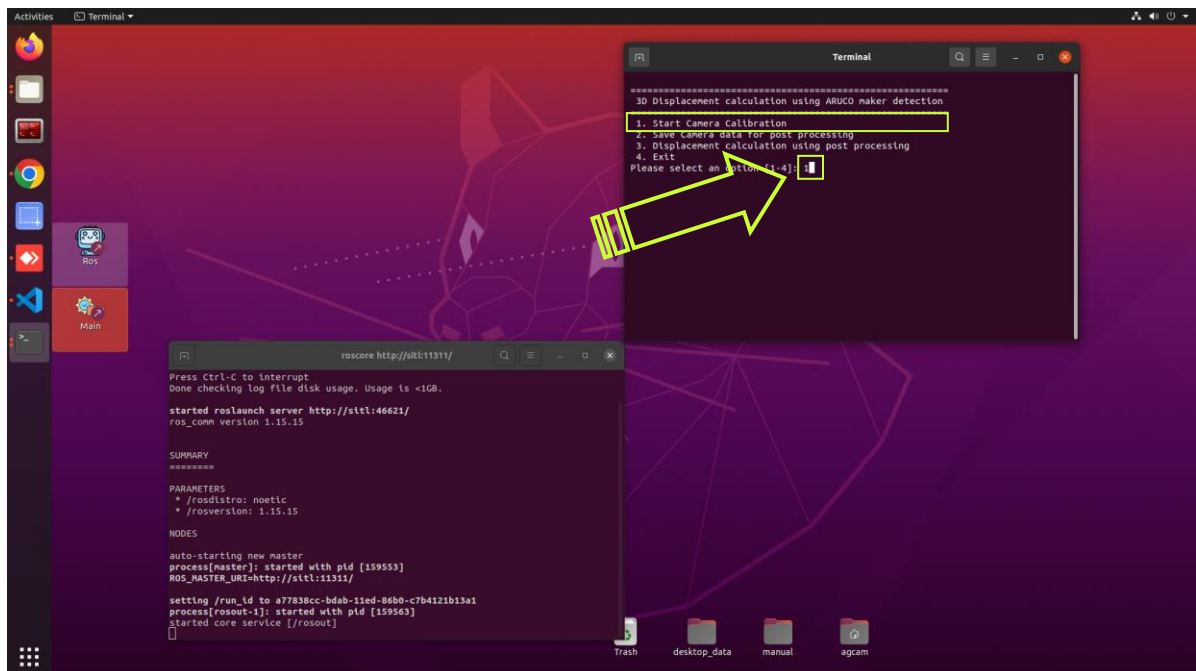 Activities
Terminal
Terminal
==========================================================
3D Displacement calculation using ARUCO maker detection
==========================================================
1. Start Camera Calibration
2. Save Camera data for post processing
3. Displacement calculation using post processing
4. Exit
Please select an option [1-4]: 1
Ros
Main
roscore http://sitl:11311/
Press Ctrl-C to interrupt
Done checking log file disk usage. Usage is <1GB.
started roslaunch server http://sitl:46621/
ros_comm version 1.15.15
SUMMARY
========
PARAMETERS
* /rosdistro: noetic
* /rosversion: 1.15.15
NODES
auto-starting new master
process[master]: started with pid [159553]
ROS_MASTER_URI=http://sitl:11311/
setting /run_id to a77838cc-bdab-11ed-86b0-c7b4121b13a1
process[rosout-1]: started with pid [159563]
started core service [/rosout]
Trash
desktop_data
manual
agcam